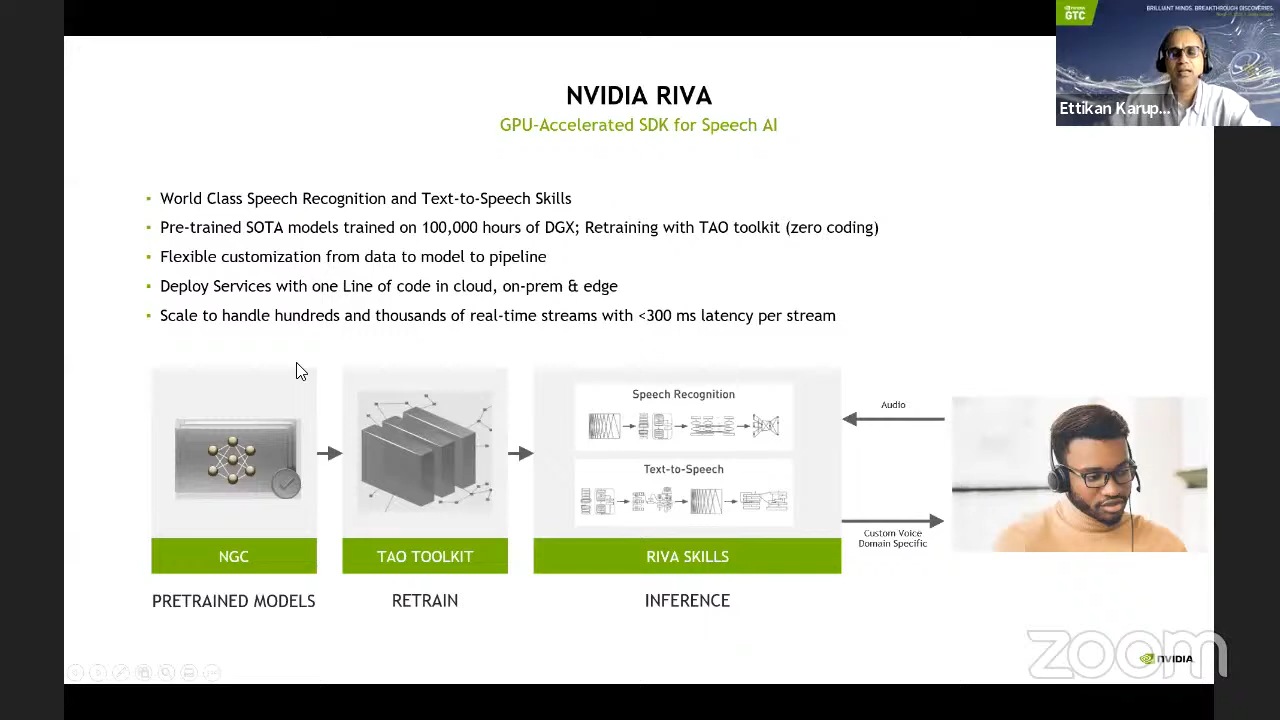 NVIDIA
GTC
BRILLIANT MINDS. BREAKTHROUGH DISCOVERIES.
Ettikan Karup...
NVIDIA RIVA
GPU-Accelerated SDK for Speech AI
▪ World Class Speech Recognition and Text-to-Speech Skills
▪ Pre-trained SOTA models trained on 100,000 hours of DGX; Retraining with TAO toolkit (zero coding)
▪ Flexible customization from data to model to pipeline
▪ Deploy Services with one Line of code in cloud, on-prem & edge
▪ Scale to handle hundreds and thousands of real-time streams with <300 ms latency per stream
Speech Recognition
Text-to-Speech
Audio
Custom Voice
Domain Specific
NGC
TAO TOOLKIT
RIVA SKILLS
PRETRAINED MODELS
RETRAIN
INFERENCE
zoom
NVIDIA